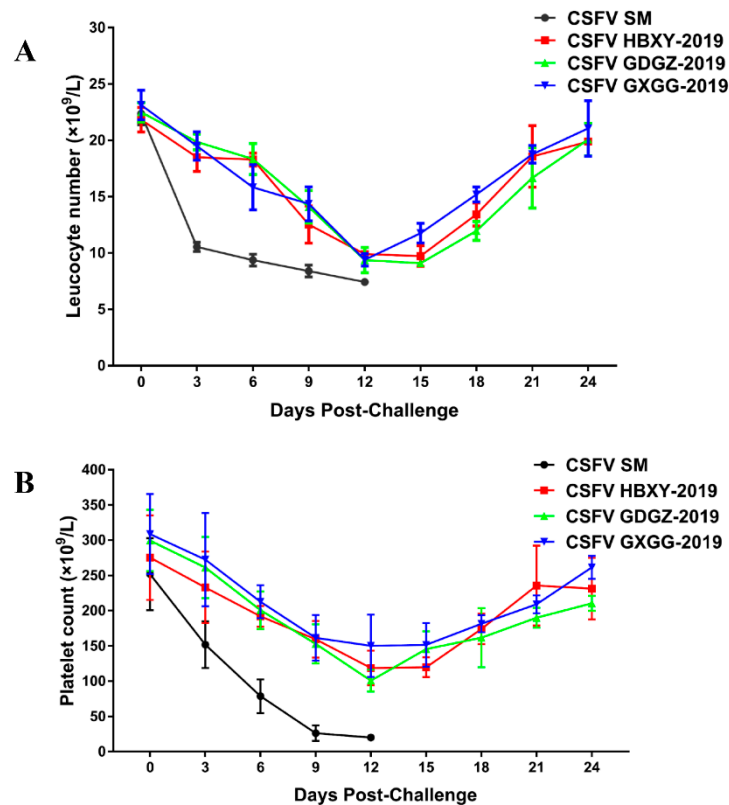 A
CSFV SM
CSFV HBXY-2019
CSFV GDGZ-2019
CSFV GXGG-2019
Leucocyte number (×10⁹/L)
30
25
20
15
10
5
0
0 3 6 9 12 15 18 21 24
Days Post-Challenge
B
CSFV SM
CSFV HBXY-2019
CSFV GDGZ-2019
CSFV GXGG-2019
Platelet count (×10⁹/L)
400
350
300
250
200
150
100
50
0
0 3 6 9 12 15 18 21 24
Days Post-Challenge